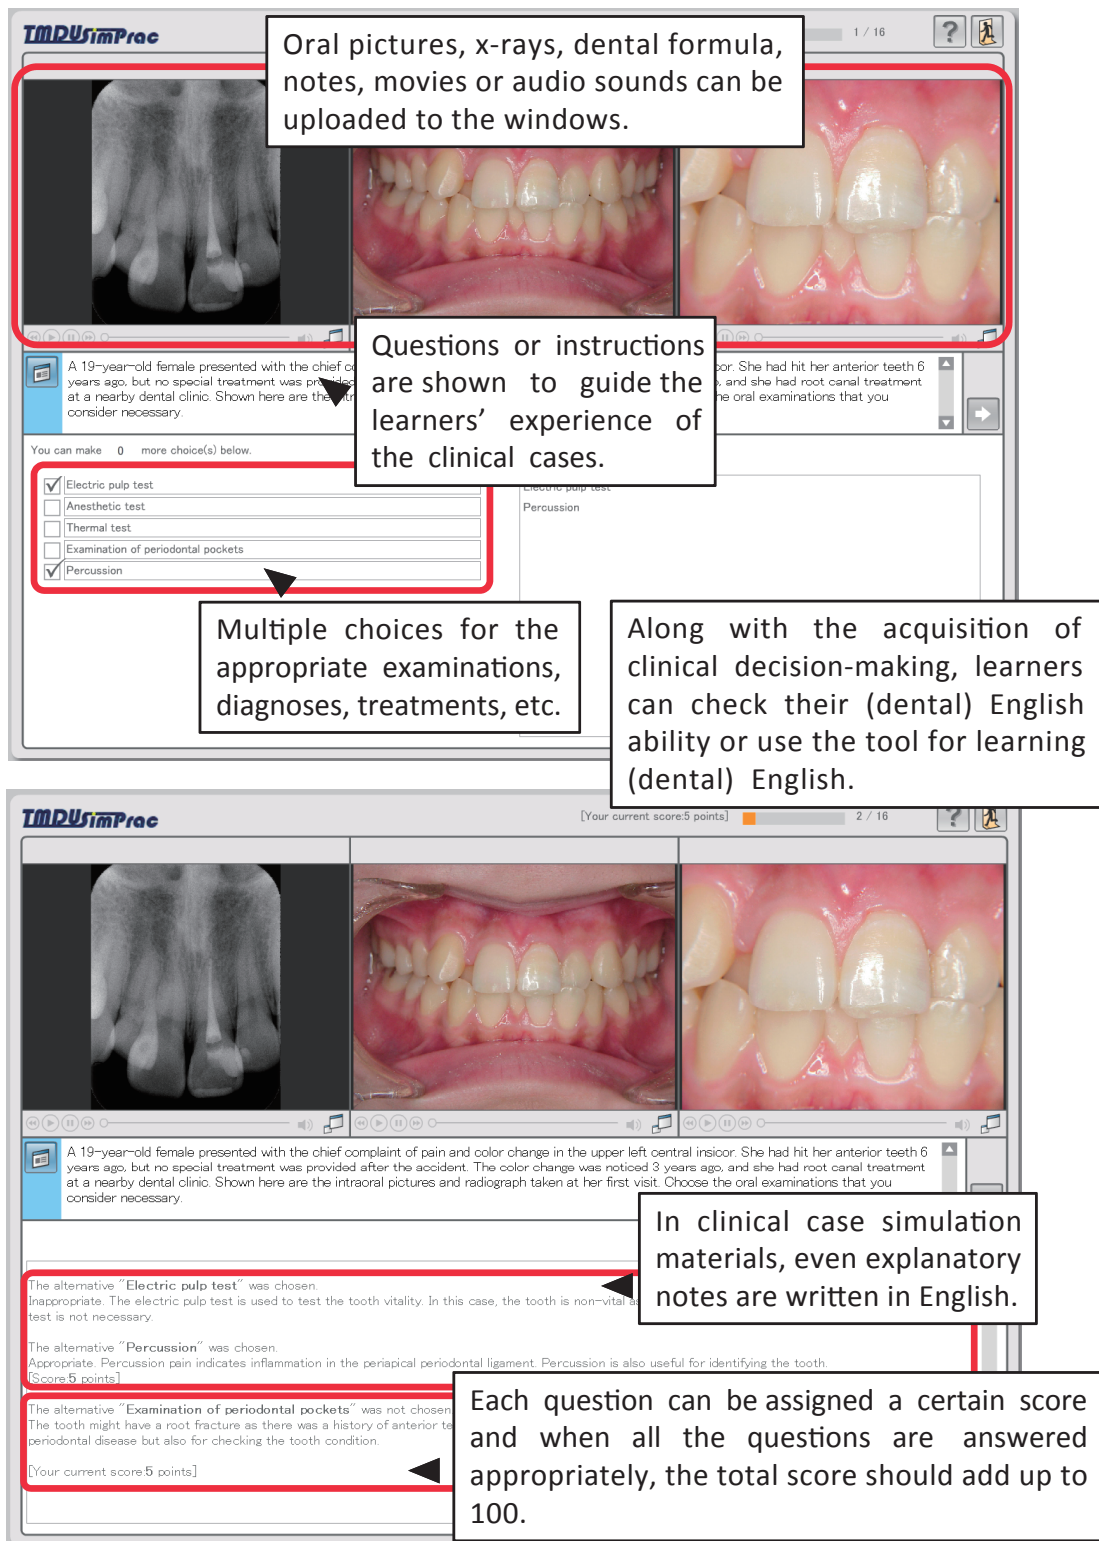 TMDUsimPrac
1 / 16
?
Oral pictures, x-rays, dental formula,
notes, movies or audio sounds can be
uploaded to the windows.
A 19-year-old female presented with the chief co
years ago, but no special treatment was provided
at a nearby dental clinic. Shown here are the intra
consider necessary.
cor. She had hit her anterior teeth 6
, and she had root canal treatment
he oral examinations that you
Questions or instructions
are shown to guide the
learners’ experience of
the clinical cases.
You can make 0 more choice(s) below.
Electric pulp test
Anesthetic test
Thermal test
Examination of periodontal pockets
Percussion
Electric pulp test
Percussion
Multiple choices for the
appropriate examinations,
diagnoses, treatments, etc.
Along with the acquisition of
clinical decision-making, learners
can check their (dental) English
ability or use the tool for learning
(dental) English.
TMDUsimPrac
[Your current score:5 points]
2 / 16
?
A 19-year-old female presented with the chief complaint of pain and color change in the upper left central insicor. She had hit her anterior teeth 6
years ago, but no special treatment was provided after the accident. The color change was noticed 3 years ago, and she had root canal treatment
at a nearby dental clinic. Shown here are the intraoral pictures and radiograph taken at her first visit. Choose the oral examinations that you
consider necessary.
In clinical case simulation
materials, even explanatory
notes are written in English.
The alternative "Electric pulp test" was chosen.
Inappropriate. The electric pulp test is used to test the tooth vitality. In this case, the tooth is non-vital as
test is not necessary.
The alternative "Percussion" was chosen.
Appropriate. Percussion pain indicates inflammation in the periapical periodontal ligament. Percussion is also useful for identifying the tooth.
[Score:5 points]
The alternative "Examination of periodontal pockets" was not chosen.
The tooth might have a root fracture as there was a history of anterior te
periodontal disease but also for checking the tooth condition.
[Your current score:5 points]
Each question can be assigned a certain score
and when all the questions are answered
appropriately, the total score should add up to
100.